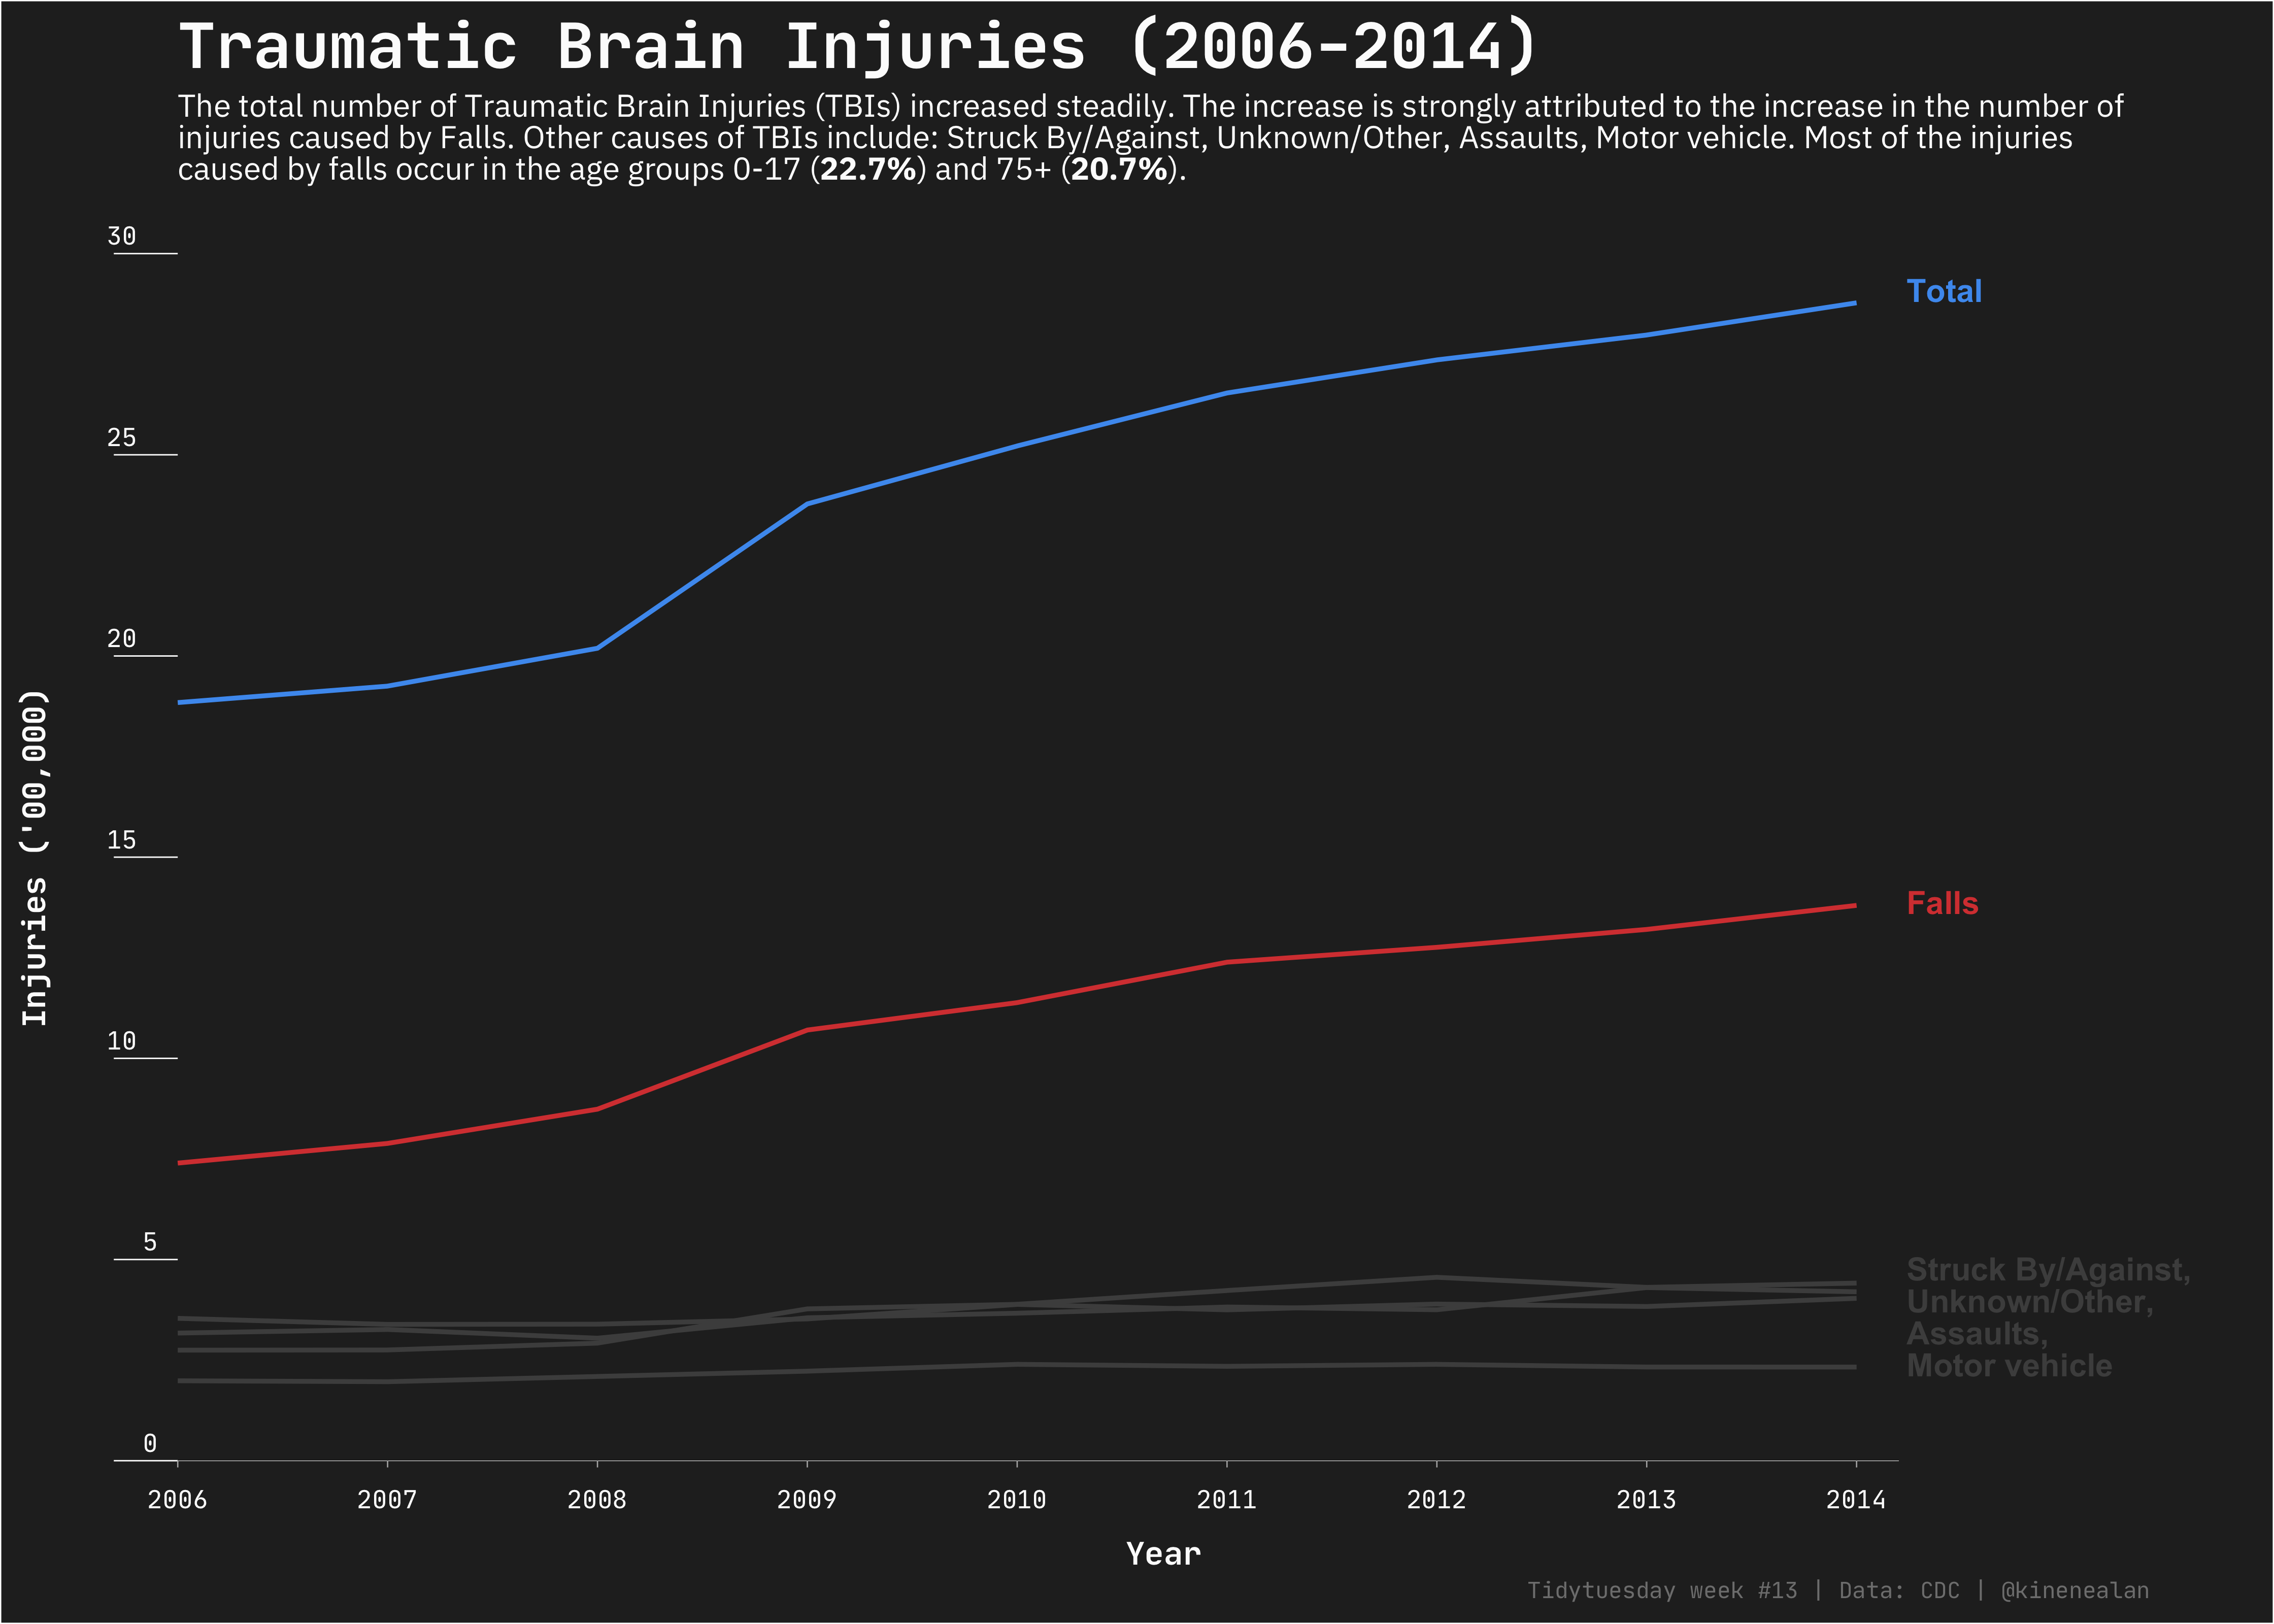 Traumatic Brain Injuries (2006-2014)
The total number of Traumatic Brain Injuries (TBIs) increased steadily. The increase is strongly attributed to the increase in the number of
injuries caused by Falls. Other causes of TBIs include: Struck By/Against, Unknown/Other, Assaults, Motor vehicle. Most of the injuries
caused by falls occur in the age groups 0-17 (22.7%) and 75+ (20.7%).
30
25
20
15
10
5
0
Injuries ('00,000)
Total
Falls
Struck By/Against,
Unknown/Other,
Assaults,
Motor vehicle
2006 2007 2008 2009 2010 2011 2012 2013 2014
Year
Tidytuesday week #13 | Data: CDC | @kinenealan